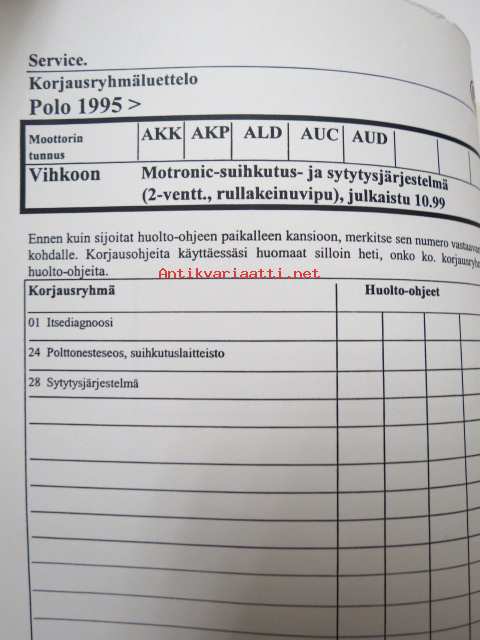 Service.
Korjausryhmäluettelo
Polo 1995 >
Moottorin tunnus AKK AKP ALD AUC AUD
Vihkoon Motronic-suihkutus- ja sytytysjärjestelmä
(2-ventt., rullakeinuvipu), julkaistu 10.99
Ennen kuin sijoitat huolto-ohjeen paikalleen kansioon, merkitse sen numero
kohdalle. Korjausohjeita käyttäessäsi huomaat silloin heti, onko ko.
huolto-ohjeita.
Antikvariaatti.net
Korjausryhmä Huolto-ohjeet
01 Itsediagnoosi
24 Polttonesteseos, suihkutuslaitteisto
28 Sytytysjärjestelmä